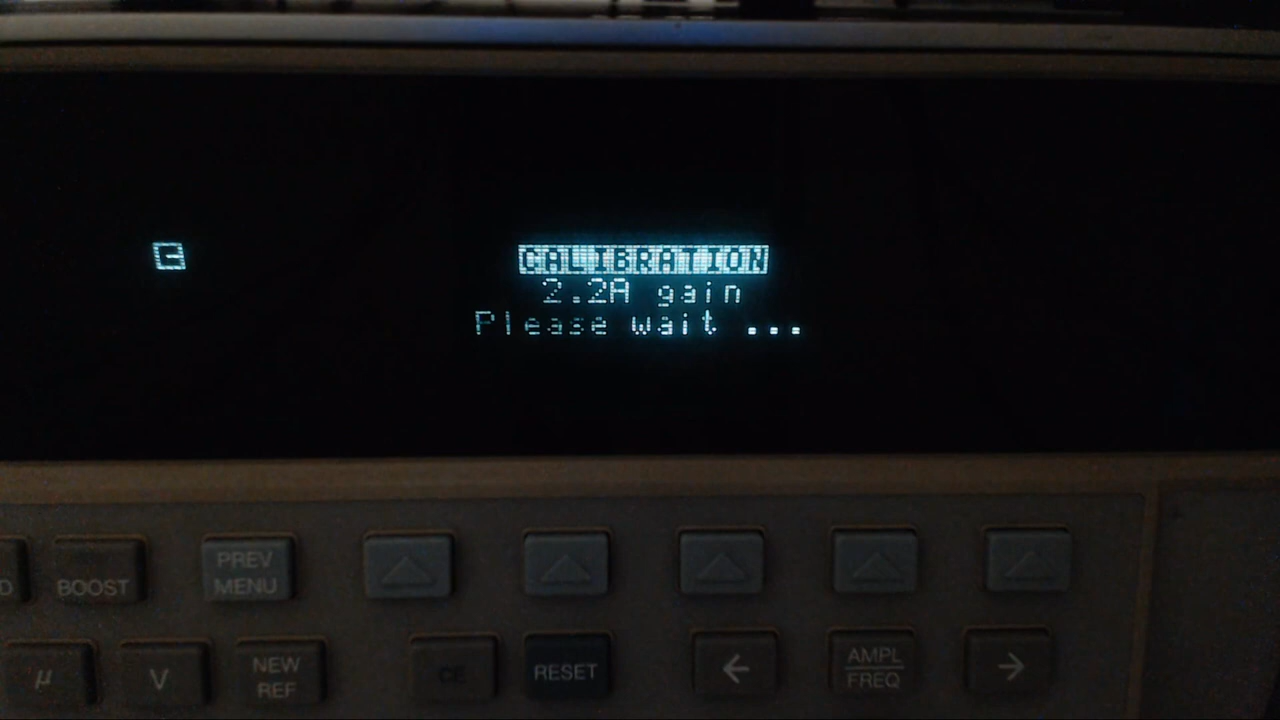 C
CALIBRATION
2.2A gain
Please wait ...
D
BOOST
PREV
MENU
µ
V
NEW
REF
CE
RESET
←
AMPL
FREQ
→